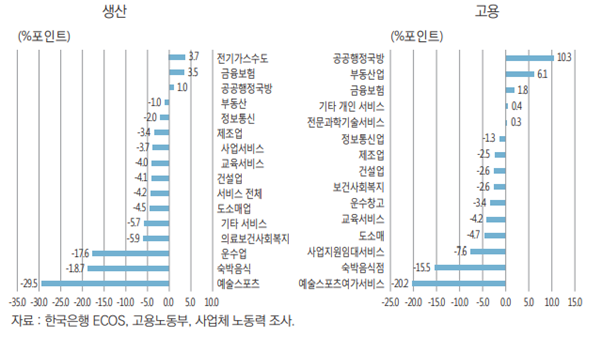 생산
고용
(%포인트)
(%포인트)
3.7 전기가스수도
3.5 금융보험
1.0 공공행정국방
-1.0 부동산
-2.0 정보통신
-3.4 제조업
-3.7 사업서비스
-4.0 교육서비스
-4.1 건설업
-4.2 서비스 전체
-4.5 도소매업
-5.7 기타 서비스
-5.9 의료보건사회복지
-17.6 운수업
-1.8.7 숙박음식
-29.5 예술스포츠
-35.0 -30.0 -25.0 -20.0 -15.0 -10.0 -5.0 0.0 5.0 10.0
공공행정국방 10.3
부동산업 6.1
금융보험 1.8
기타 개인 서비스 0.4
전문과학기술서비스 0.3
정보통신업 -1.3
제조업 -2.5
건설업 -2.6
보건사회복지 -2.6
운수창고 -3.4
교육서비스 -4.2
도소매 -4.7
사업지원임대서비스 -7.6
숙박음식점 -15.5
예술스포츠여가서비스 -20.2
-25.0 -20.0 -15.0 -10.0 -5.0 0.0 5.0 10.0 15.0
자료 : 한국은행 ECOS, 고용노동부, 사업체 노동력 조사.